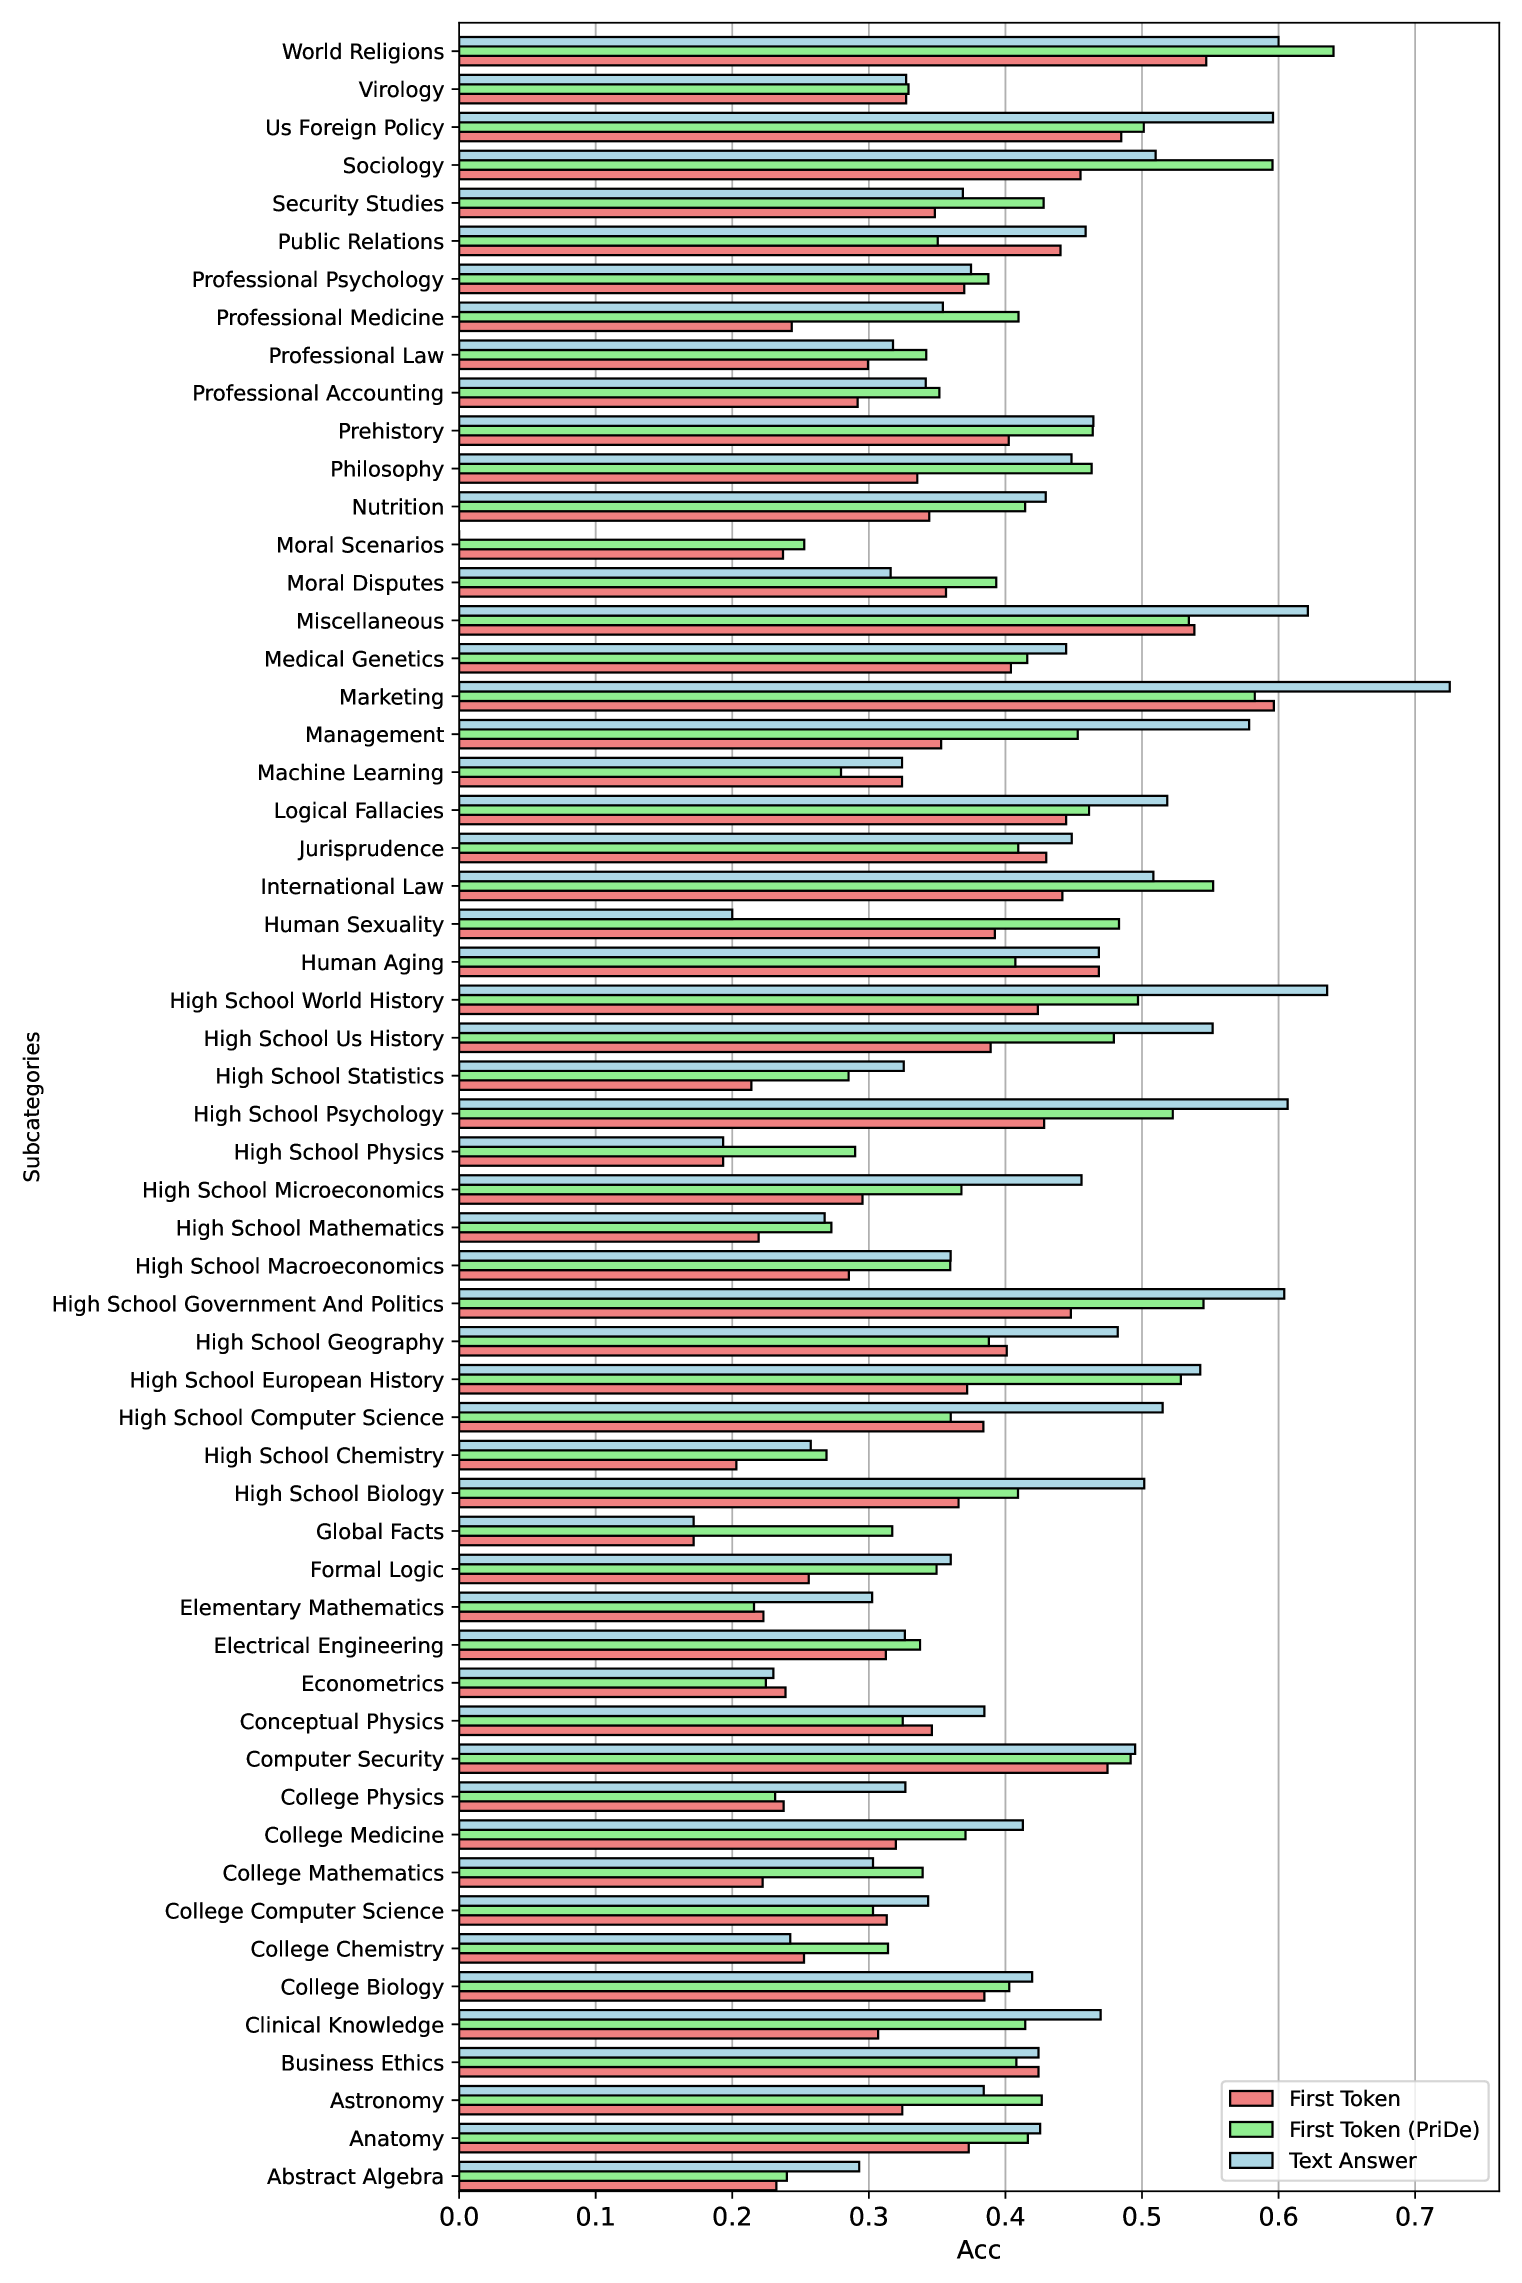 World Religions
Virology
Us Foreign Policy
Sociology
Security Studies
Public Relations
Professional Psychology
Professional Medicine
Professional Law
Professional Accounting
Prehistory
Philosophy
Nutrition
Moral Scenarios
Moral Disputes
Miscellaneous
Medical Genetics
Marketing
Management
Machine Learning
Logical Fallacies
Jurisprudence
International Law
Human Sexuality
Human Aging
High School World History
High School Us History
High School Statistics
High School Psychology
High School Physics
High School Microeconomics
High School Mathematics
High School Macroeconomics
High School Government And Politics
High School Geography
High School European History
High School Computer Science
High School Chemistry
High School Biology
Global Facts
Formal Logic
Elementary Mathematics
Electrical Engineering
Econometrics
Conceptual Physics
Computer Security
College Physics
College Medicine
College Mathematics
College Computer Science
College Chemistry
College Biology
Clinical Knowledge
Business Ethics
Astronomy
Anatomy
Abstract Algebra
Subcategories
First Token
First Token (PriDe)
Text Answer
0.0 0.1 0.2 0.3 0.4 0.5 0.6 0.7
Acc